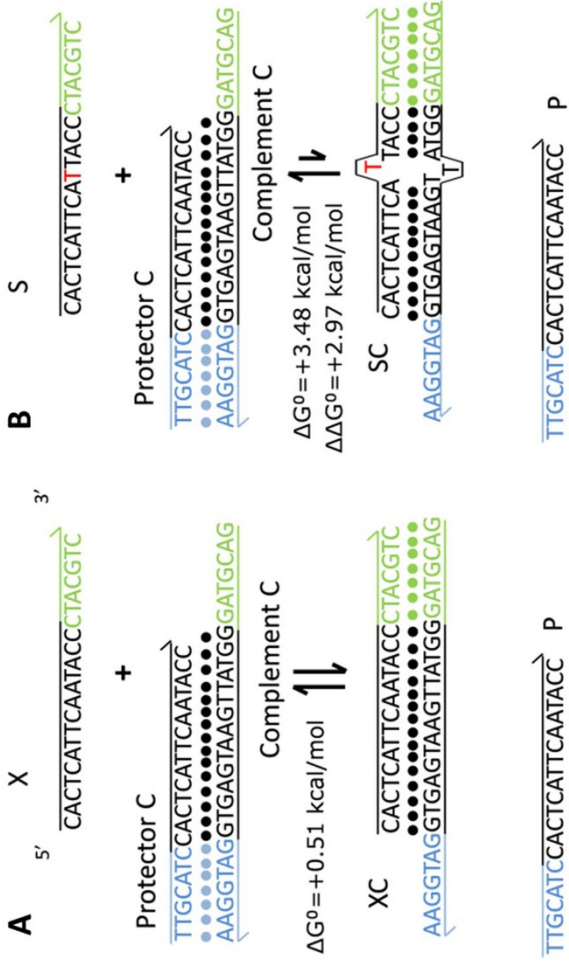 A
X
5’
3’
CACTCATTCAATACCCTACGTC
+
Protector C
TTGCATCCACTCATTCAATACC
AAGGTAGGTGAGTAAGTTATGGGATGCAG
Complement C
ΔG⁰=+0.51 kcal/mol
XC
CACTCATTCAATACCCTACGTC
AAGGTAGGTGAGTAAGTTATGGGATGCAG
P
TTGCATCCACTCATTCAATACC
B
S
CACTCATTCATTACCCTACGTC
+
Protector C
TTGCATCCACTCATTCAATACC
AAGGTAGGTGAGTAAGTTATGGGATGCAG
Complement C
ΔG⁰=+3.48 kcal/mol
ΔΔG⁰=+2.97 kcal/mol
SC
T
CACTCATTCA TACCCTACGTC
AAGGTAGGTGAGTAAGT ATGGGATGCAG
T
P
TTGCATCCACTCATTCAATACC